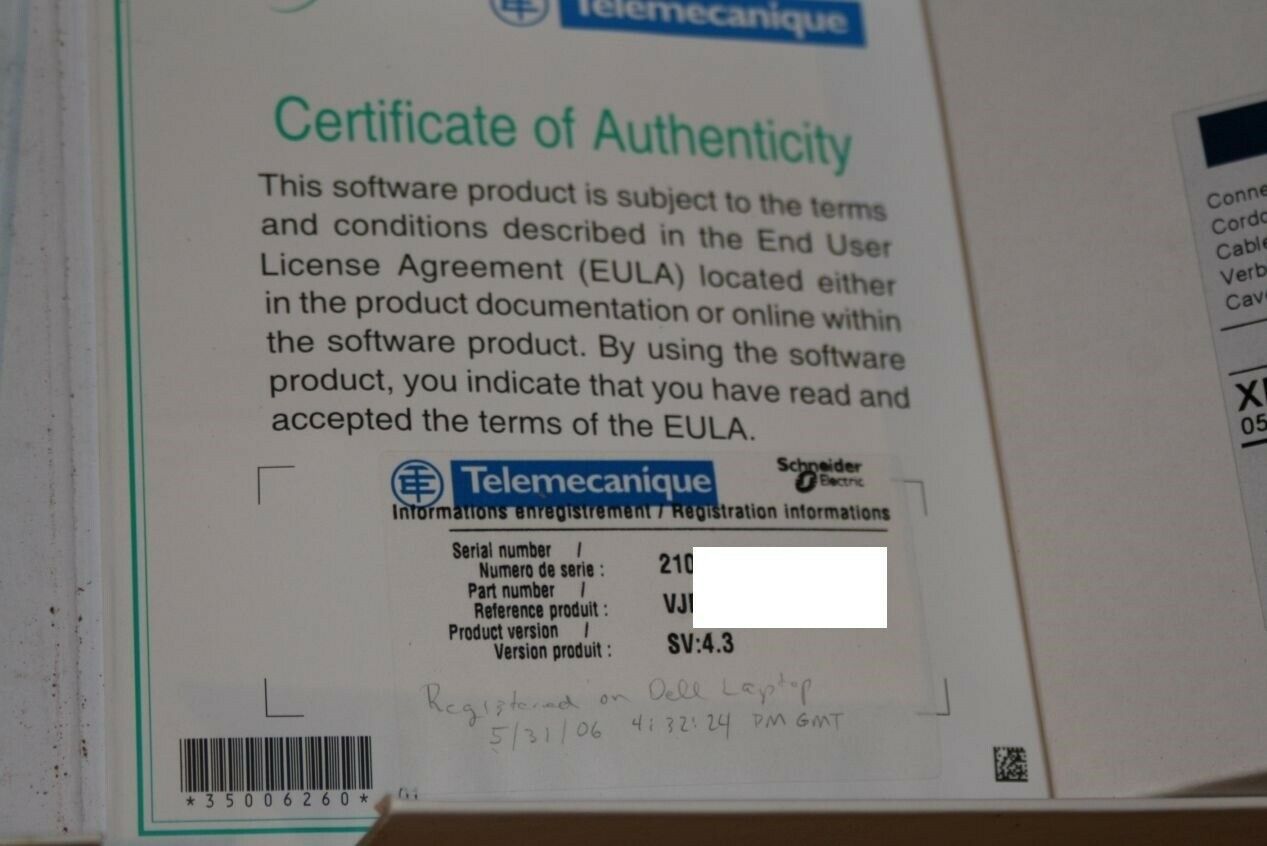 Telemecanique
Certificate of Authenticity
This software product is subject to the terms
and conditions described in the End User
License Agreement (EULA) located either
in the product documentation or online within
the software product. By using the software
product, you indicate that you have read and
accepted the terms of the EULA.
Telemecanique
Schneider
Electric
Informations enregistrement / Registration informations
Serial number /
Numero de serie : 210
Part number /
Reference produit : VJ
Product version /
Version produit : SV:4.3
Registered on Dell Laptop
5/31/06 4:32:24 PM GMT
*35006260*
Conne
Cordo
Cable
Verb
Cavo
05